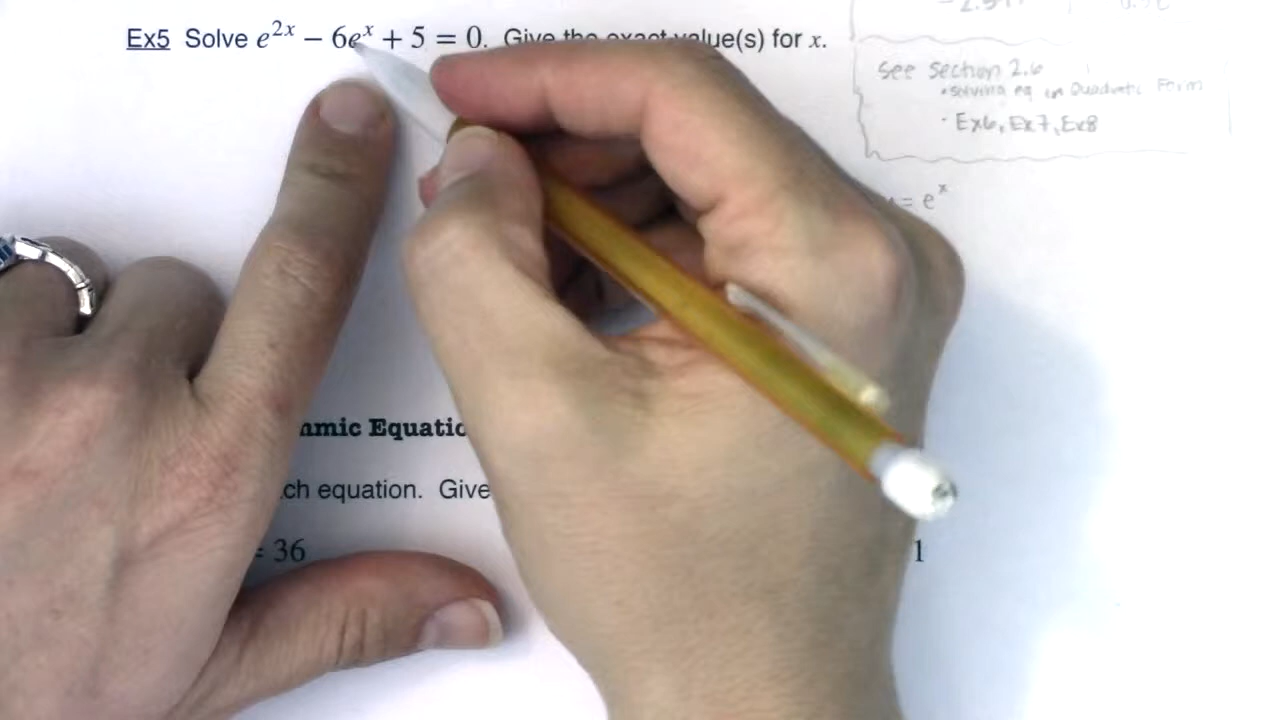 Ex5 Solve e^{2x} − 6e^x + 5 = 0. Give the exact value(s) for x.
see section 2.6
• solving eq in Quadratic Form
· Ex6, Ex7, Ex8
= e^x
mic Equatio
ch equation. Give
= 36
1